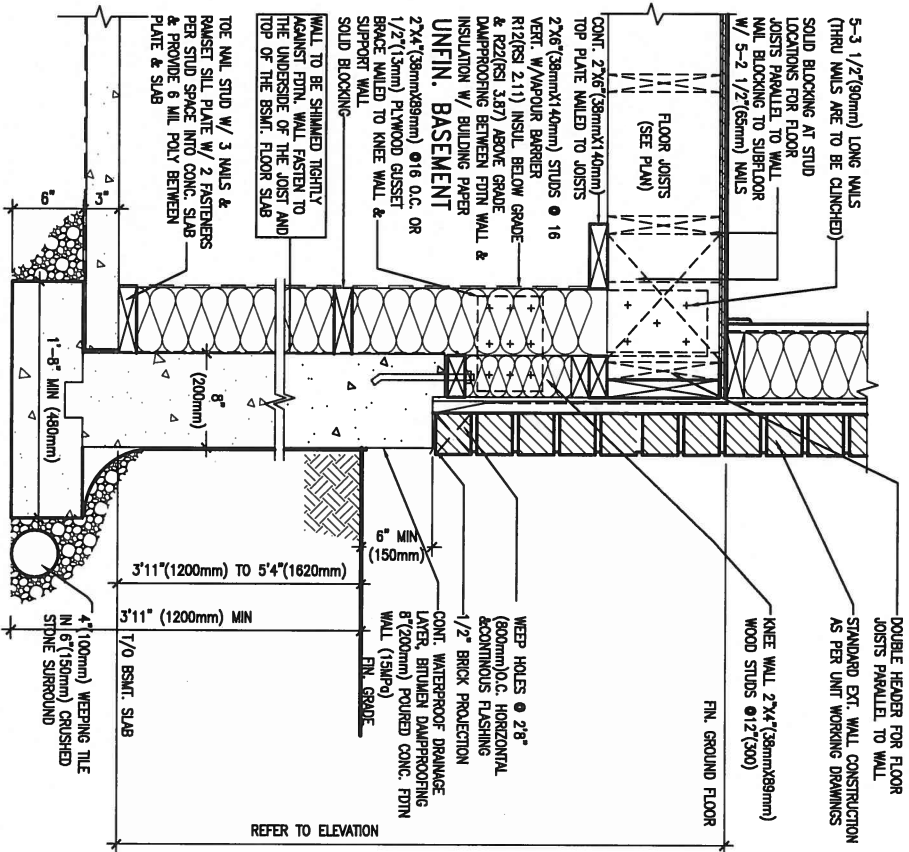 5-3 1/2"(90mm) LONG NAILS
(THRU NAILS ARE TO BE CLINCHED)
SOLID BLOCKING AT STUD
LOCATIONS FOR FLOOR
JOISTS PARALLEL TO WALL
NAIL BLOCKING TO SUBFLOOR
W/ 5-2 1/2"(65mm) NAILS
FLOOR JOISTS
(SEE PLAN)
CONT. 2"X6"(38mmX140mm)
TOP PLATE NAILED TO JOISTS
2"X6"(38mmX140mm) STUDS @ 16
VERT. W/VAPOUR BARRIER
R12(RSI 2.11) INSUL BELOW GRADE
& R22(RSI 3.87) ABOVE GRADE
DAMPPROOFING BETWEEN FDTN WALL &
INSULATION W/ BUILDING PAPER
UNFIN. BASEMENT
2"X4"(38mmX89mm) @16 O.C. OR
1/2"(13mm) PLYWOOD GUSSET
BRACE NAILED TO KNEE WALL &
SUPPORT WALL
SOLID BLOCKING
WALL TO BE SHIMMED TIGHTLY
AGAINST FDTN. WALL FASTEN TO
THE UNDERSIDE OF THE JOIST AND
TOP OF THE BSMT. FLOOR SLAB
TOE NAIL STUD W/ 3 NAILS &
RAMSET SILL PLATE W/ 2 FASTENERS
PER STUD SPACE INTO CONC. SLAB
& PROVIDE 6 MIL POLY BETWEEN
PLATE & SLAB
6"
3"
1'-8" MIN (480mm)
8"
(200mm)
DOUBLE HEADER FOR FLOOR
JOISTS PARALLEL TO WALL
STANDARD EXT. WALL CONSTRUCTION
AS PER UNIT WORKING DRAWINGS
KNEE WALL 2"X4"(38mmX89mm)
WOOD STUDS @12"(300)
FIN. GROUND FLOOR
WEEP HOLES @ 2'8"
(800mm)O.C. HORIZONTAL
&CONTINOUS FLASHING
1/2" BRICK PROJECTION
CONT. WATERPROOF DRAINAGE
LAYER, BITUMEN DAMPPROOFING
8"(200mm) POURED CONC. FDTN
WALL (15MPa)
6" MIN
(150mm)
FIN. GRADE
3'11"(1200mm) TO 5'4"(1620mm)
3'11" (1200mm) MIN
T/O BSMT. SLAB
4"(100mm) WEEPING TILE
IN 6"(150mm) CRUSHED
STONE SURROUND
REFER TO ELEVATION